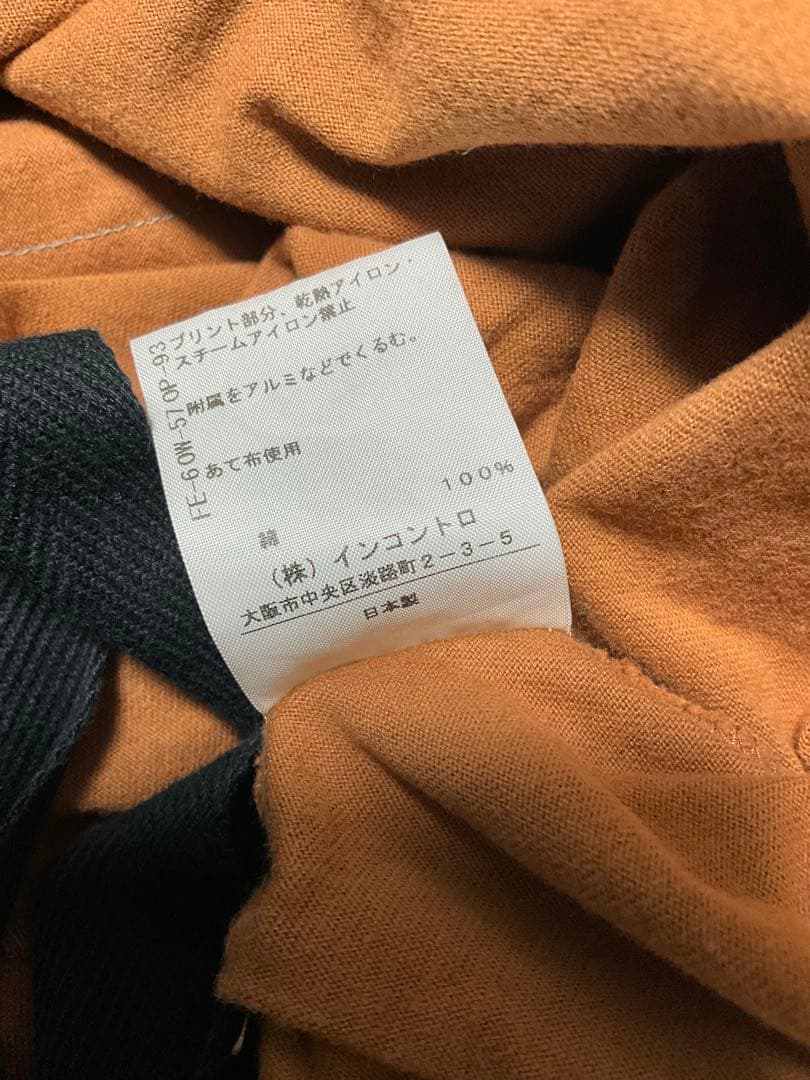 プリント部分、乾熱アイロン・
スチームアイロン禁止
附属をアルミなどでくるむ。
あて布使用
綿 100%
(株)インコントロ
大阪市中央区淡路町2-3-5
日本製
FE-60W-570P-93